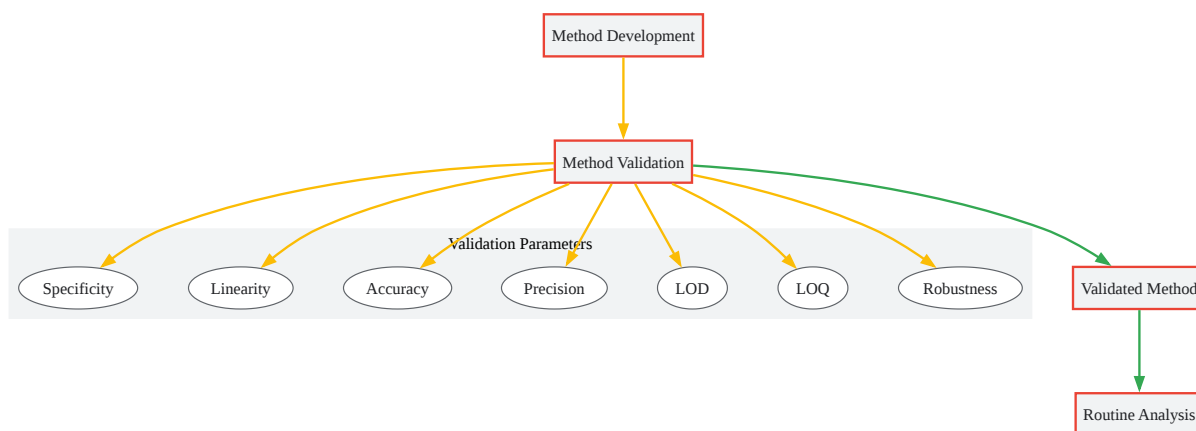 Method Development
Method Validation
Validation Parameters
Specificity
Linearity
Accuracy
Precision
LOD
LOQ
Robustness
Validated Method
Routine Analysis